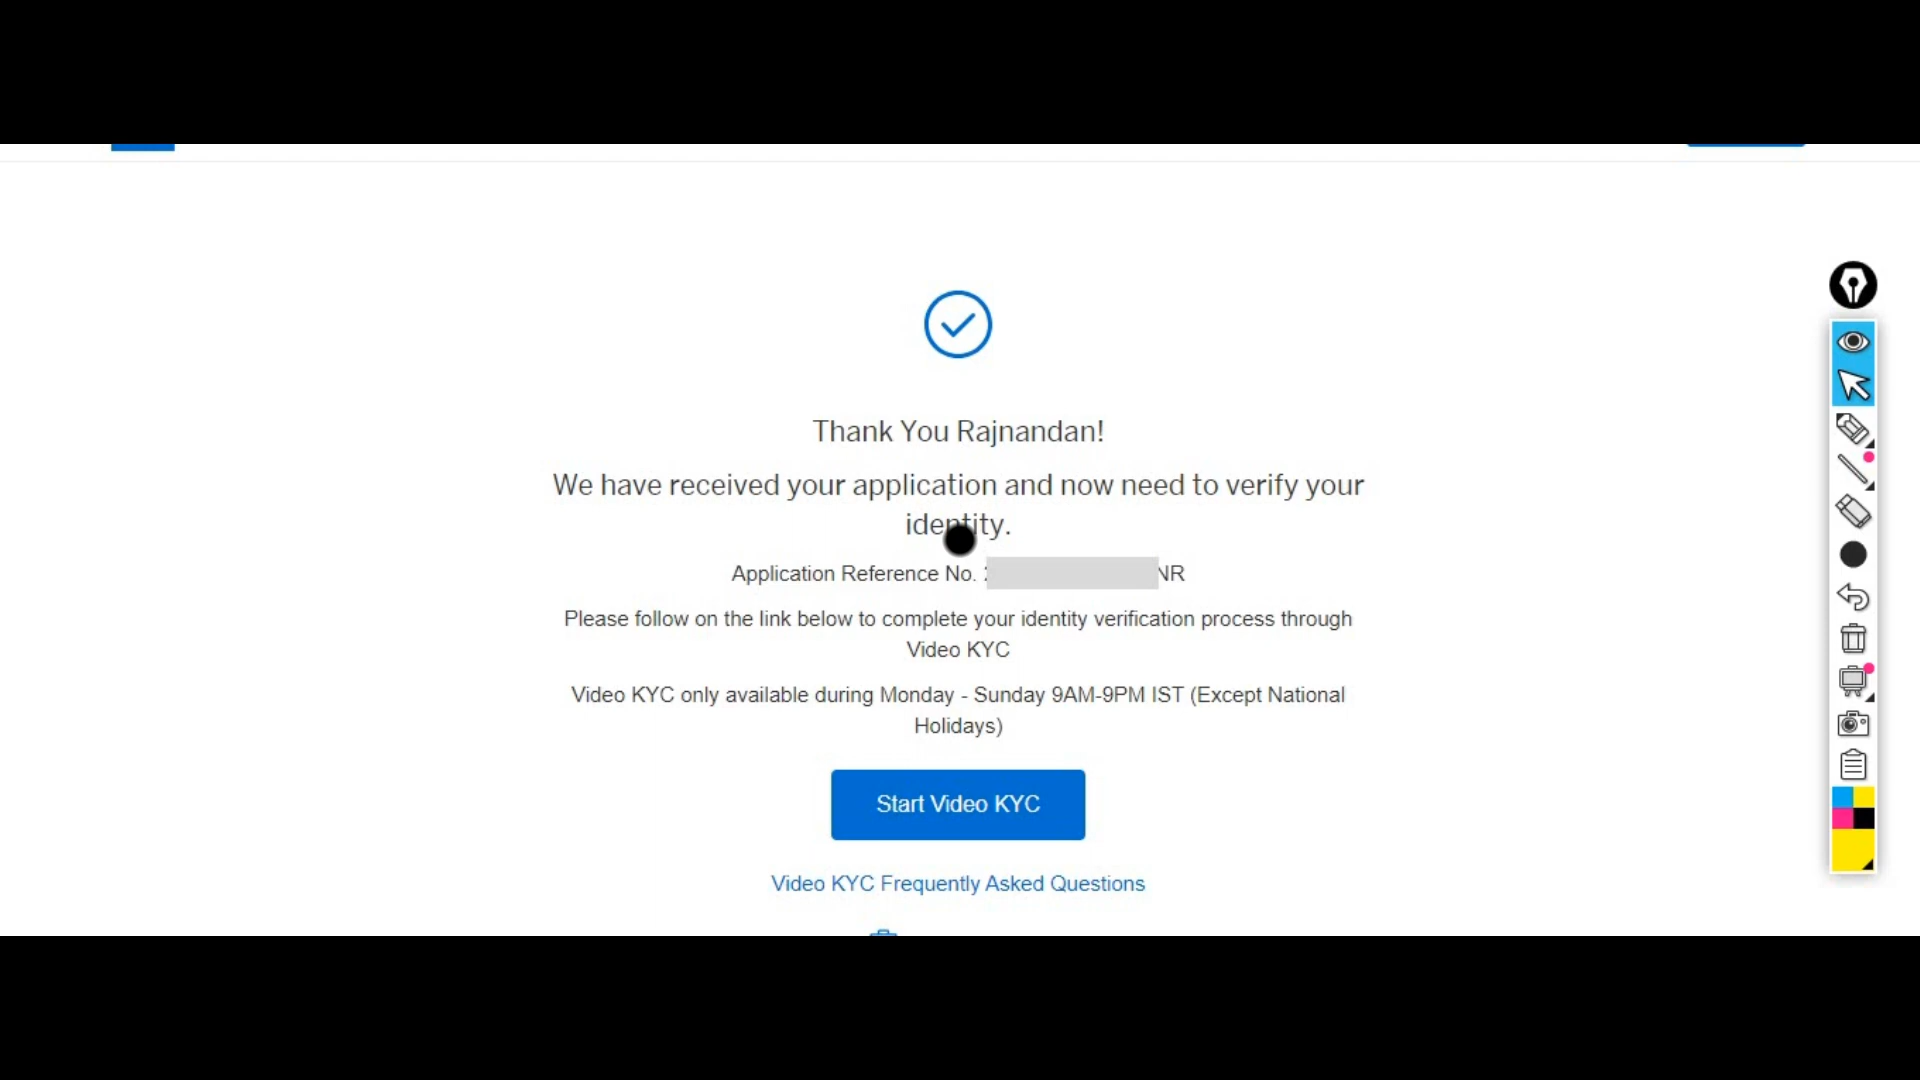 Thank You Rajnandan!
We have received your application and now need to verify your
identity.
Application Reference No. NR
Please follow on the link below to complete your identity verification process through
Video KYC
Video KYC only available during Monday - Sunday 9AM-9PM IST (Except National
Holidays)
Start Video KYC
Video KYC Frequently Asked Questions